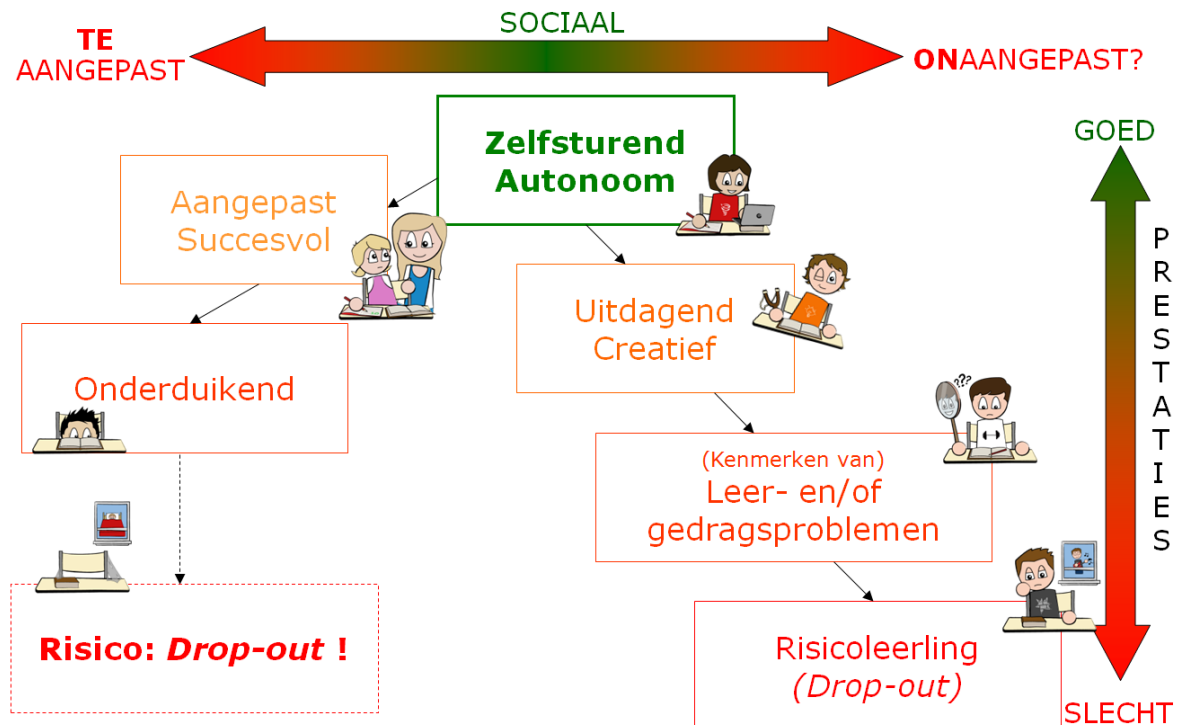 SOCIAAL
TE
AANGEPAST
ONAANGEPAST?
GOED
Zelfsturend
Autonoom
Aangepast
Succesvol
Uitdagend
Creatief
Onderduikend
???
(Kenmerken van)
Leer- en/of
gedragsproblemen
Risico: Drop-out !
Risicoleerling
(Drop-out)
P
R
E
S
T
A
T
I
E
S
SLECHT